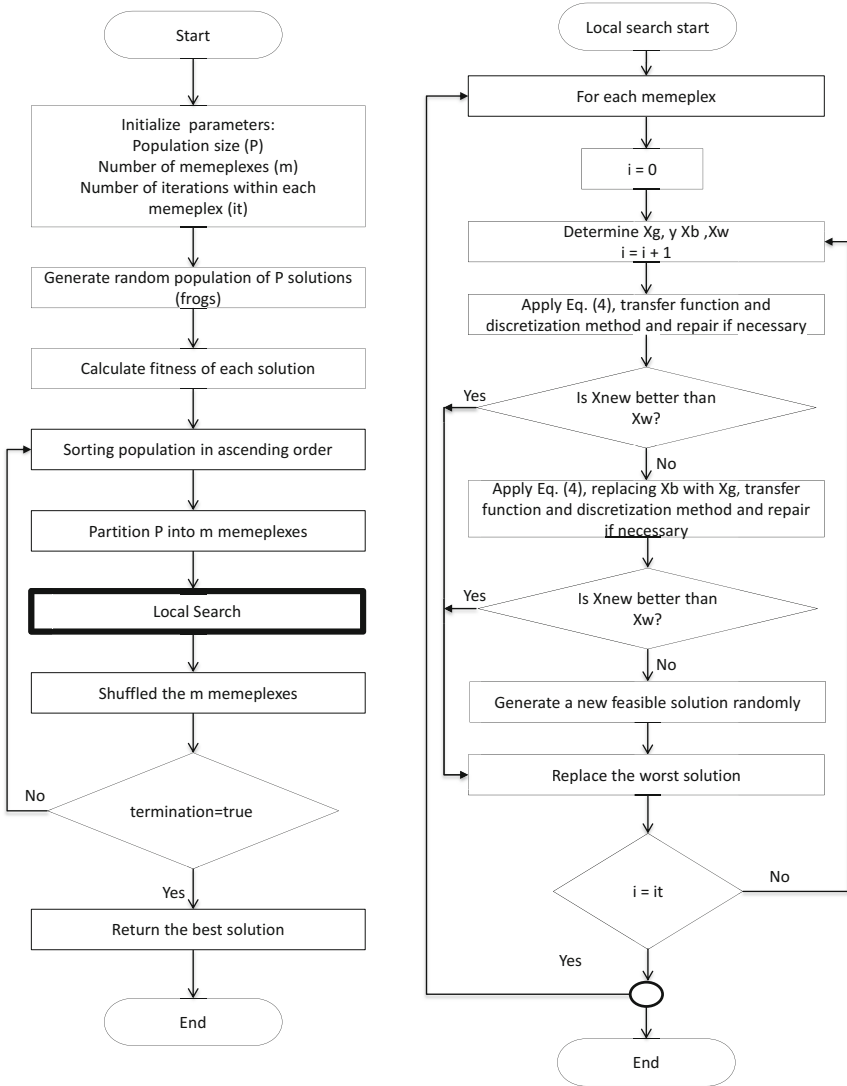 Start
Initialize parameters:
Population size (P)
Number of memeplexes (m)
Number of iterations within each
memeplex (it)
Generate random population of P solutions
(frogs)
Calculate fitness of each solution
Sorting population in ascending order
Partition P into m memeplexes
Local Search
Shuffled the m memeplexes
No
termination=true
Yes
Return the best solution
End
Local search start
For each memeplex
i = 0
Determine Xg, y Xb ,Xw
i = i + 1
Apply Eq. (4), transfer function and
discretization method and repair if necessary
Yes
Is Xnew better than
Xw?
No
Apply Eq. (4), replacing Xb with Xg, transfer
function and discretization method and repair
if necessary
Yes
Is Xnew better than
Xw?
No
Generate a new feasible solution randomly
Replace the worst solution
No
i = it
Yes
End